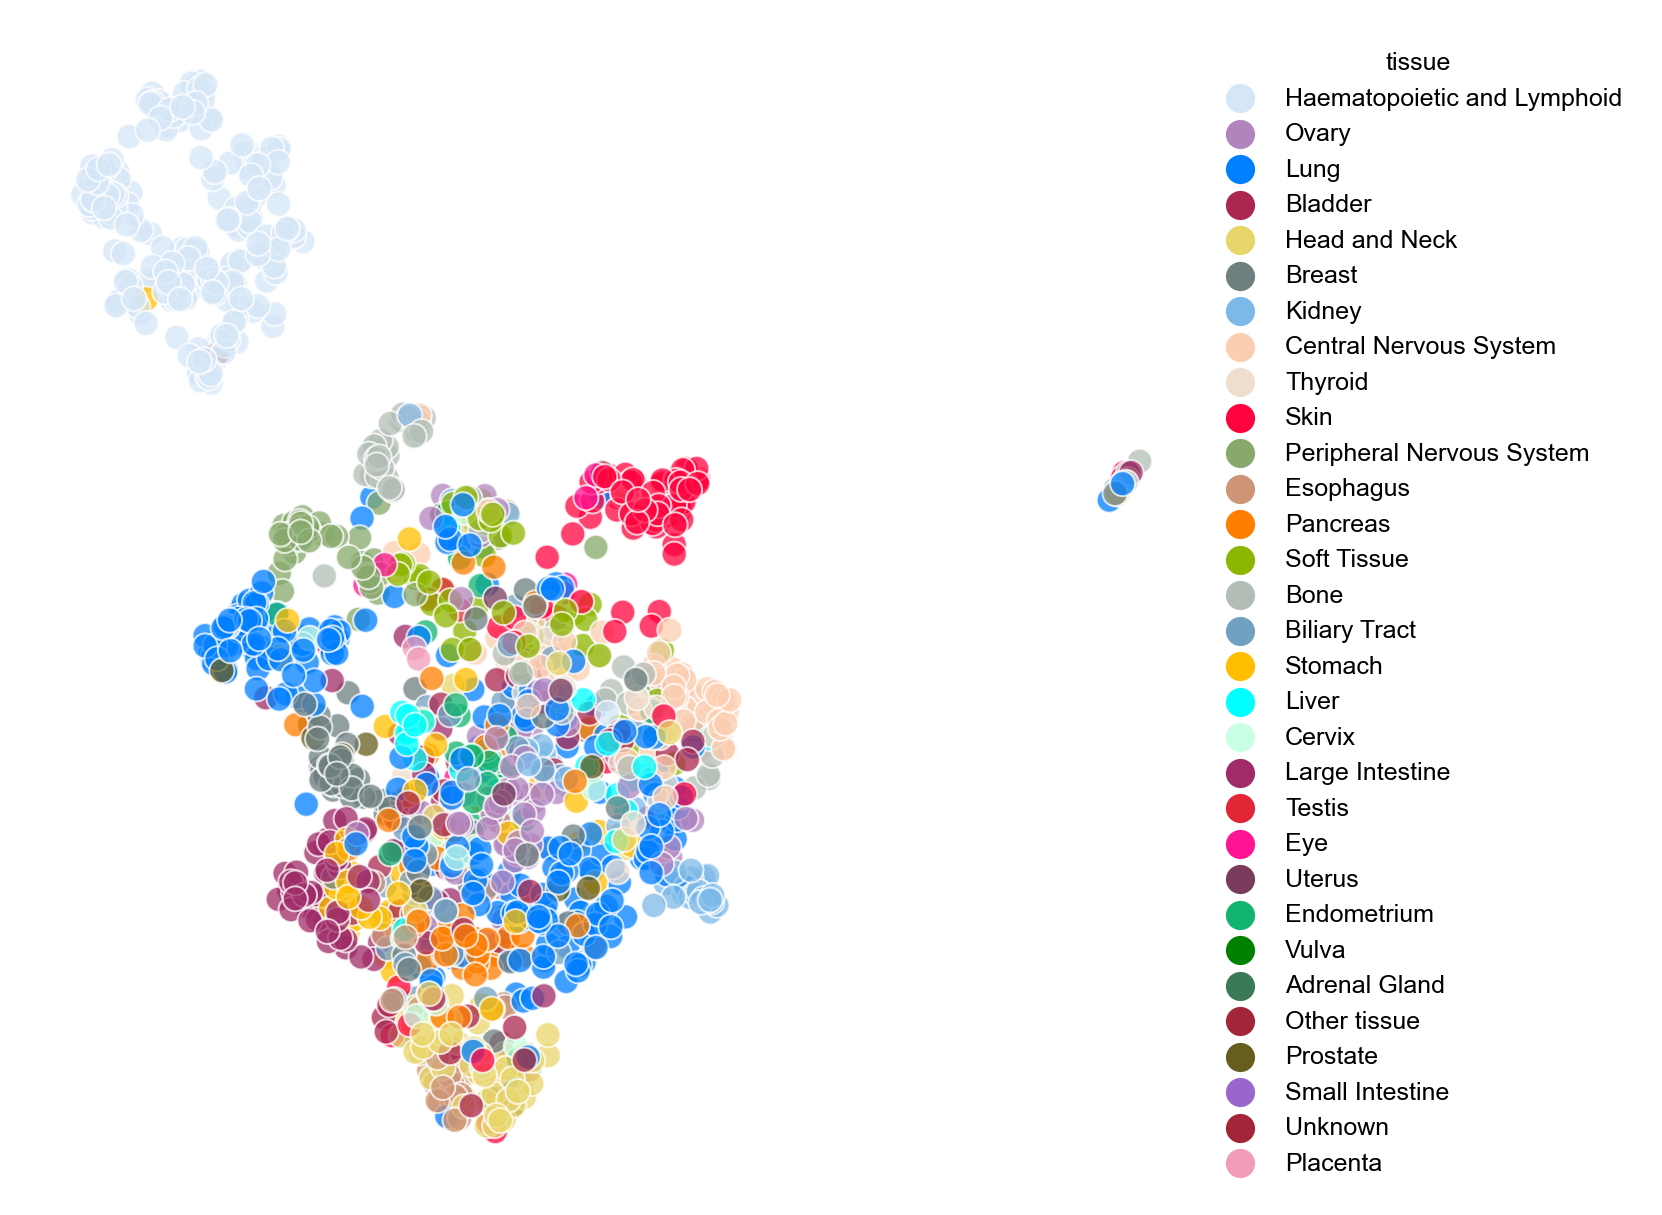 tissue
Haematopoietic and Lymphoid
Ovary
Lung
Bladder
Head and Neck
Breast
Kidney
Central Nervous System
Thyroid
Skin
Peripheral Nervous System
Esophagus
Pancreas
Soft Tissue
Bone
Biliary Tract
Stomach
Liver
Cervix
Large Intestine
Testis
Eye
Uterus
Endometrium
Vulva
Adrenal Gland
Other tissue
Prostate
Small Intestine
Unknown
Placenta